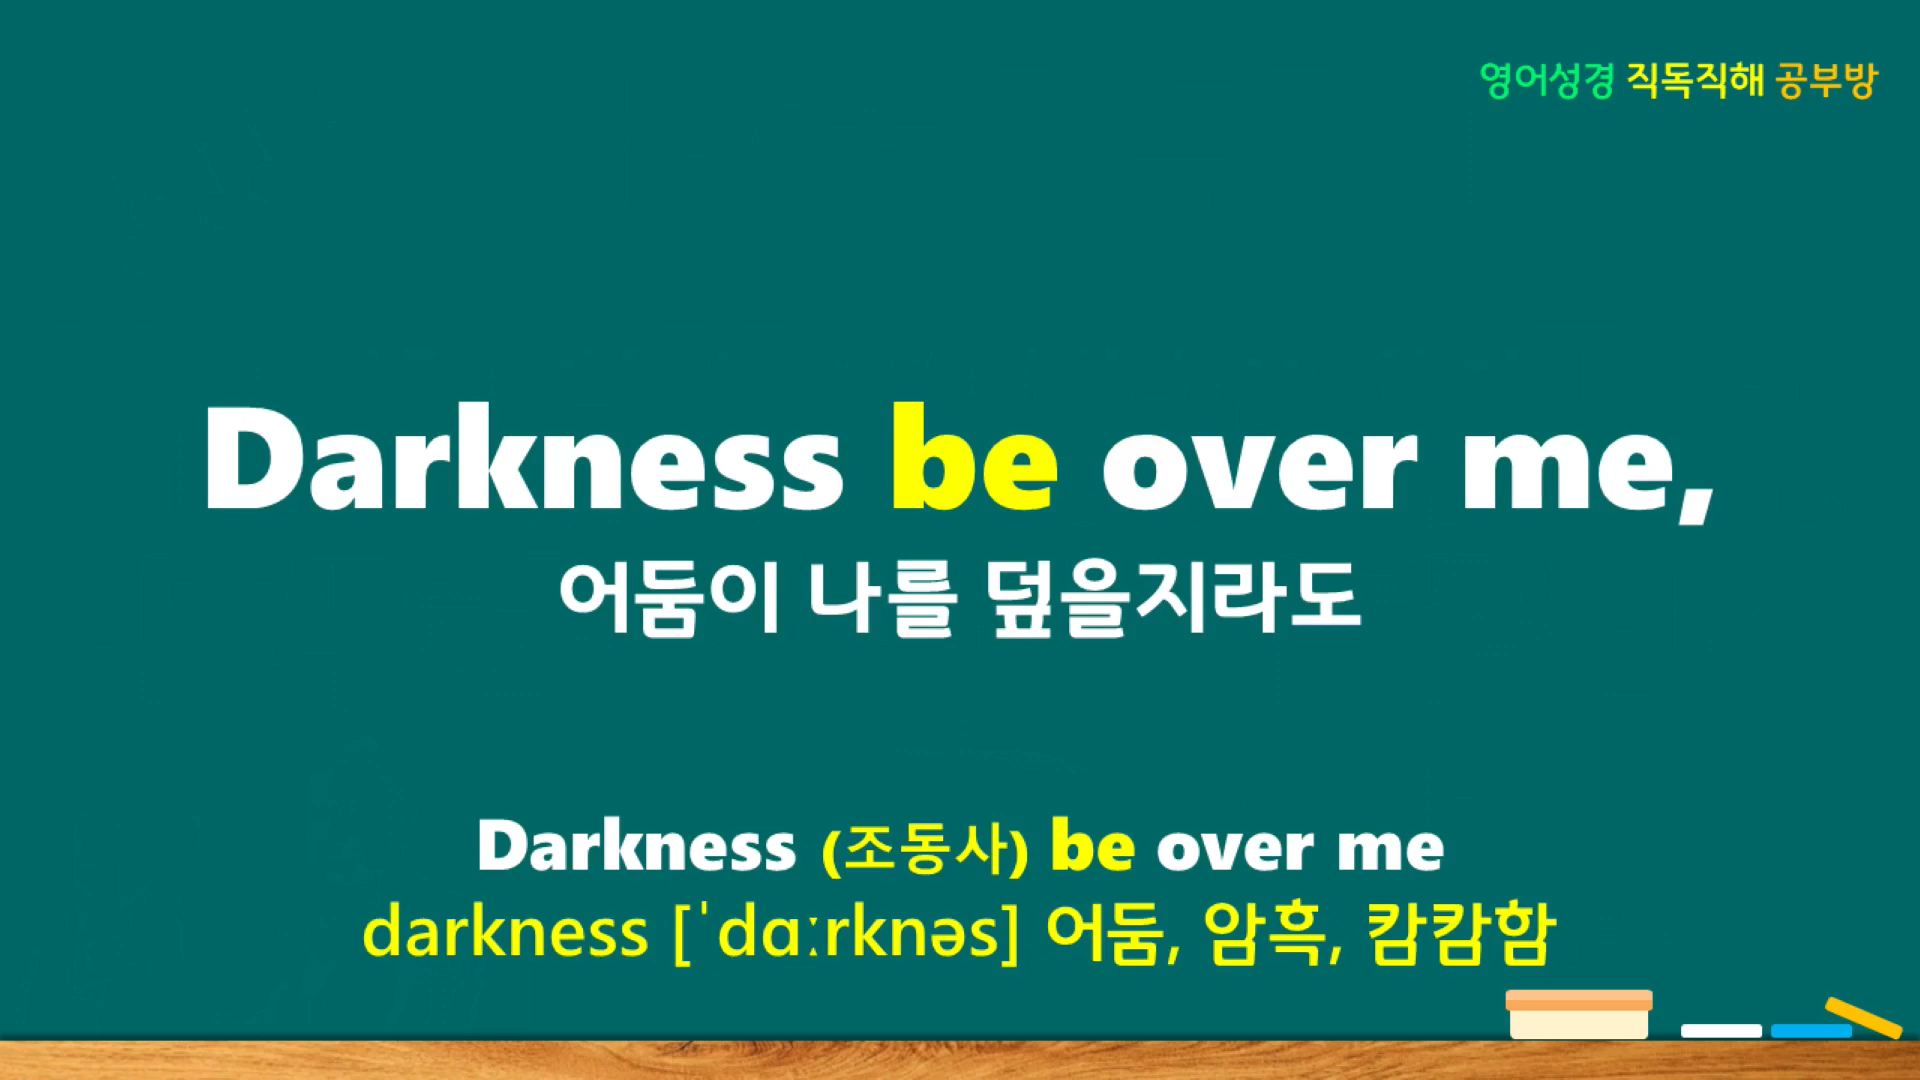 영어성경 직독직해 공부방
Darkness be over me,
어둠이 나를 덮을지라도
Darkness (조동사) be over me
darkness [ˈdɑːrknəs] 어둠, 암흑, 캄캄함